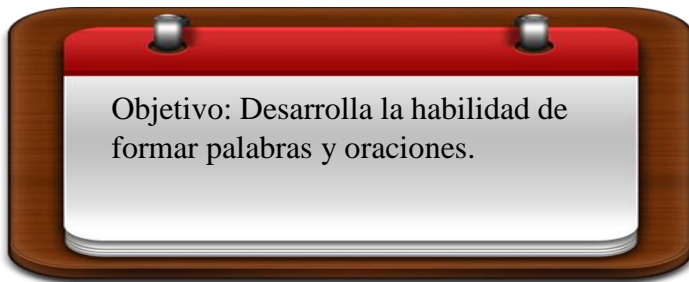 Objetivo: Desarrolla la habilidad de
formar palabras y oraciones.